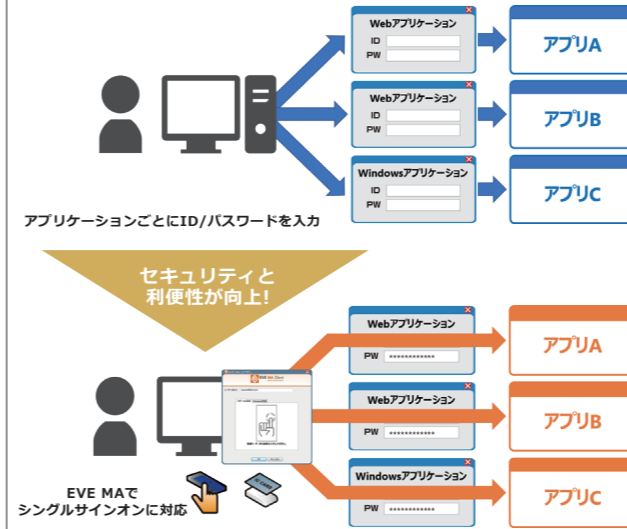 Webアプリケーション
ID
PW
アプリA
Webアプリケーション
ID
PW
アプリB
Windowsアプリケーション
ID
PW
アプリC
アプリケーションごとにID/パスワードを入力
セキュリティと
利便性が向上!
Webアプリケーション
PW ************
アプリA
EVE MA Client
Webアプリケーション
PW ************
アプリB
Windowsアプリケーション
PW ************
アプリC
IC CARD
EVE MAで
シングルサインオンに対応